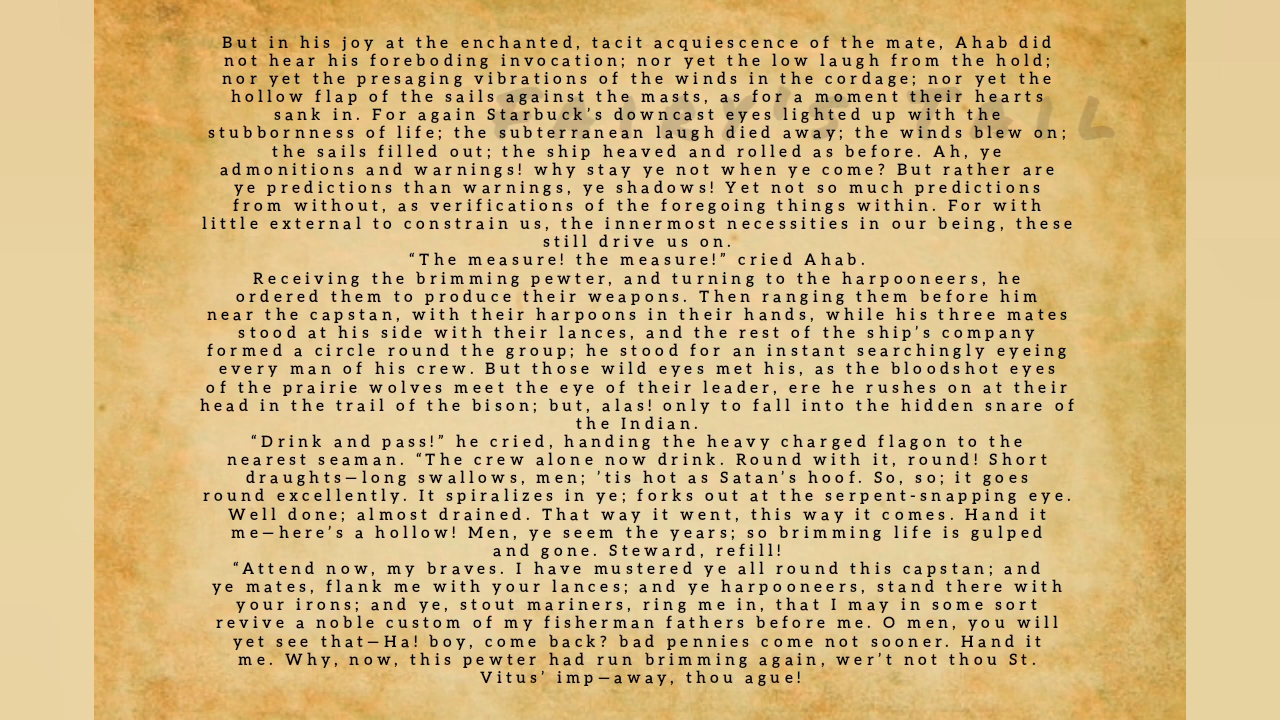 But in his joy at the enchanted, tacit acquiescence of the mate, Ahab did
not hear his foreboding invocation; nor yet the low laugh from the hold;
nor yet the presaging vibrations of the winds in the cordage; nor yet the
hollow flap of the sails against the masts, as for a moment their hearts
sank in. For again Starbuck’s downcast eyes lighted up with the
stubbornness of life; the subterranean laugh died away; the winds blew on;
the sails filled out; the ship heaved and rolled as before. Ah, ye
admonitions and warnings! why stay ye not when ye come? But rather are
ye predictions than warnings, ye shadows! Yet not so much predictions
from without, as verifications of the foregoing things within. For with
little external to constrain us, the innermost necessities in our being, these
still drive us on.
“The measure! the measure!” cried Ahab.
Receiving the brimming pewter, and turning to the harpooneers, he
ordered them to produce their weapons. Then ranging them before him
near the capstan, with their harpoons in their hands, while his three mates
stood at his side with their lances, and the rest of the ship’s company
formed a circle round the group; he stood for an instant searchingly eyeing
every man of his crew. But those wild eyes met his, as the bloodshot eyes
of the prairie wolves meet the eye of their leader, ere he rushes on at their
head in the trail of the bison; but, alas! only to fall into the hidden snare of
the Indian.
“Drink and pass!” he cried, handing the heavy charged flagon to the
nearest seaman. “The crew alone now drink. Round with it, round! Short
draughts—long swallows, men; ’tis hot as Satan’s hoof. So, so; it goes
round excellently. It spiralizes in ye; forks out at the serpent-snapping eye.
Well done; almost drained. That way it went, this way it comes. Hand it
me—here’s a hollow! Men, ye seem the years; so brimming life is gulped
and gone. Steward, refill!
“Attend now, my braves. I have mustered ye all round this capstan; and
ye mates, flank me with your lances; and ye harpooneers, stand there with
your irons; and ye, stout mariners, ring me in, that I may in some sort
revive a noble custom of my fisherman fathers before me. O men, you will
yet see that—Ha! boy, come back? bad pennies come not sooner. Hand it
me. Why, now, this pewter had run brimming again, wer’t not thou St.
Vitus’ imp—away, thou ague!